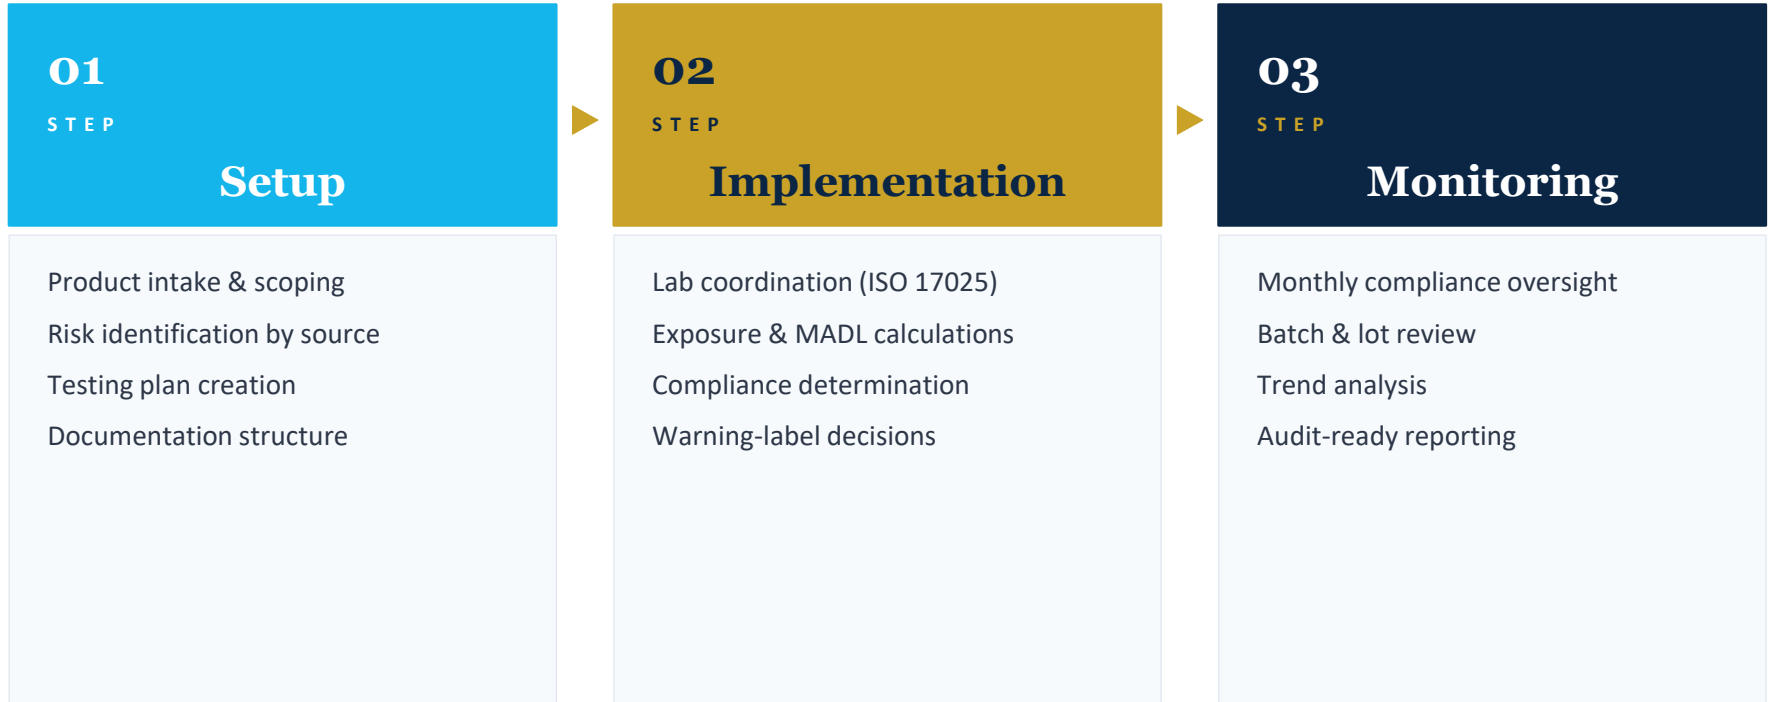 01
STEP
Setup
Product intake & scoping
Risk identification by source
Testing plan creation
Documentation structure
02
STEP
Implementation
Lab coordination (ISO 17025)
Exposure & MADL calculations
Compliance determination
Warning-label decisions
03
STEP
Monitoring
Monthly compliance oversight
Batch & lot review
Trend analysis
Audit-ready reporting